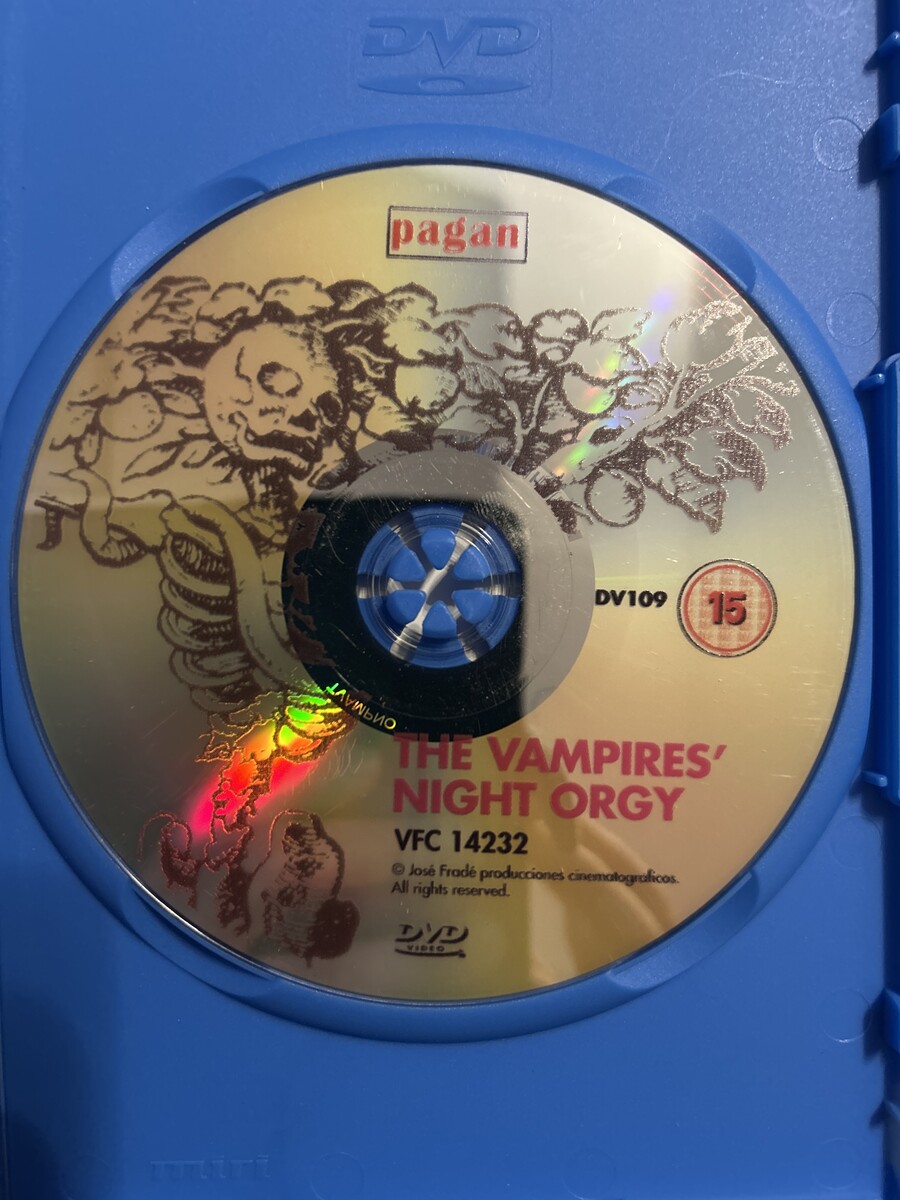 DVD
pagan
DV109
15
THE VAMPIRES’
NIGHT ORGY
VFC 14232
© José Fradé producciones cinematograficos.
All rights reserved.
DVD
VIDEO